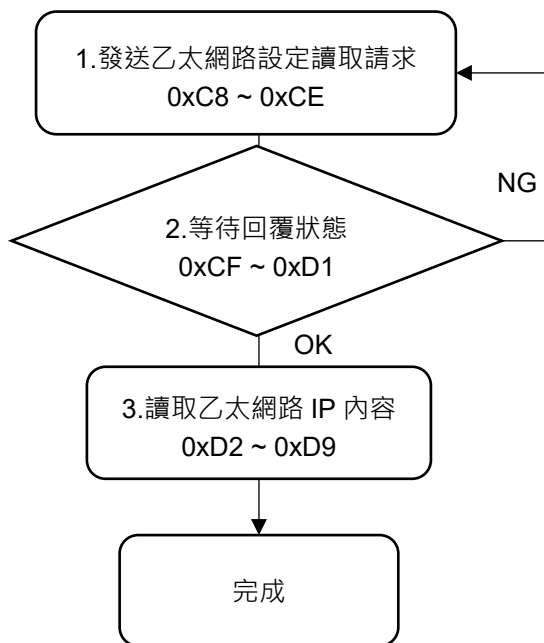 1.發送乙太網路設定讀取請求
0xC8 ~ 0xCE
NG
2.等待回覆狀態
0xCF ~ 0xD1
OK
3.讀取乙太網路 IP 內容
0xD2 ~ 0xD9
完成